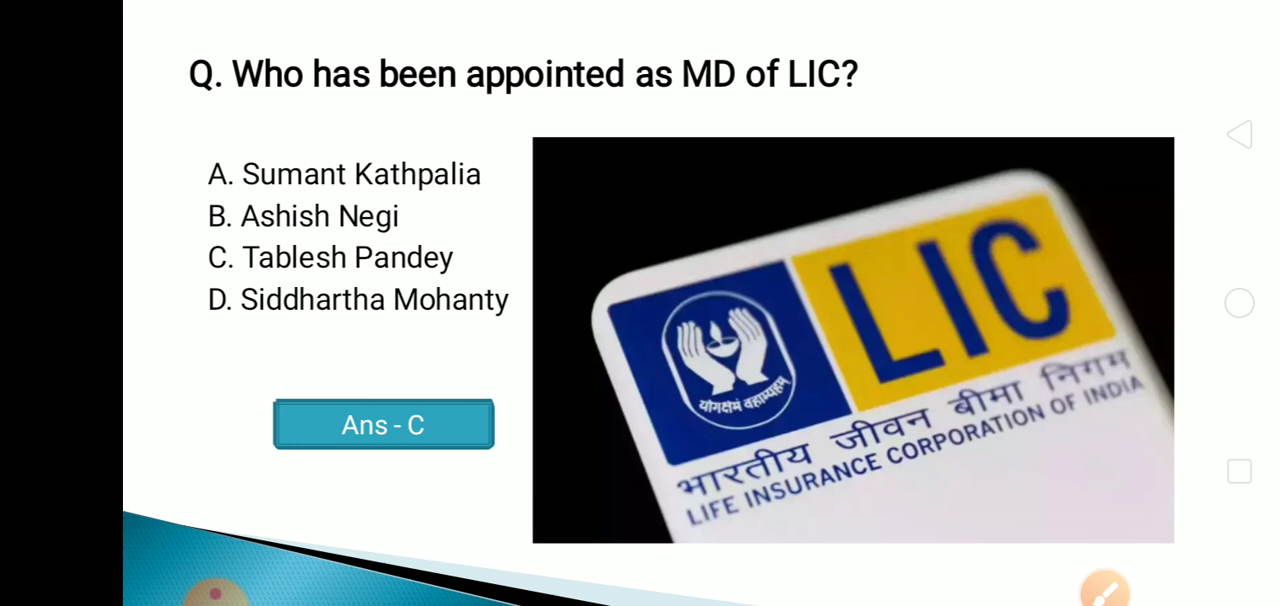 Q. Who has been appointed as MD of LIC?
A. Sumant Kathpalia
B. Ashish Negi
C. Tablesh Pandey
D. Siddhartha Mohanty
Ans - C
LIC
योगक्षेमं वहाम्यहम्
भारतीय जीवन बीमा निगम
LIFE INSURANCE CORPORATION OF INDIA